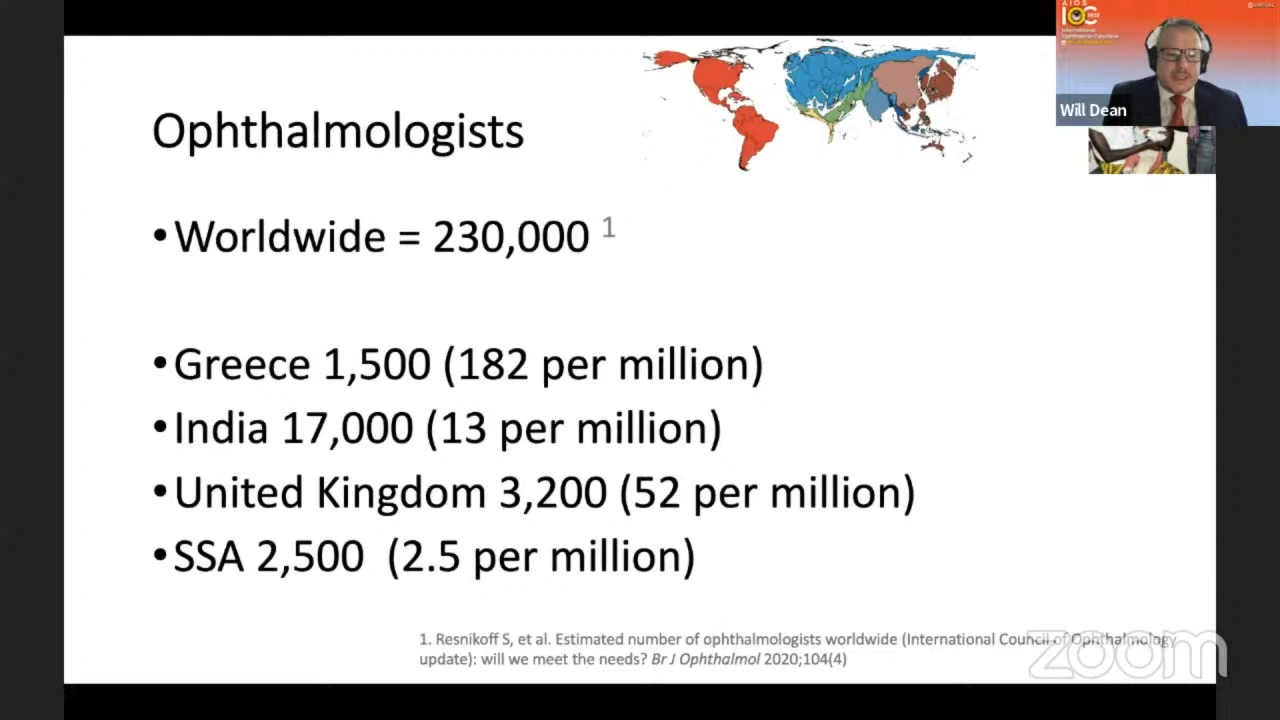 AIOS
IOC
International
Will Dean
Ophthalmologists
•Worldwide = 230,000 1
•Greece 1,500 (182 per million)
•India 17,000 (13 per million)
•United Kingdom 3,200 (52 per million)
•SSA 2,500 (2.5 per million)
1. Resnikoff S, et al. Estimated number of ophthalmologists worldwide (International Council of Ophthalmology
update): will we meet the needs? Br J Ophthalmol 2020;104(4)
zoom